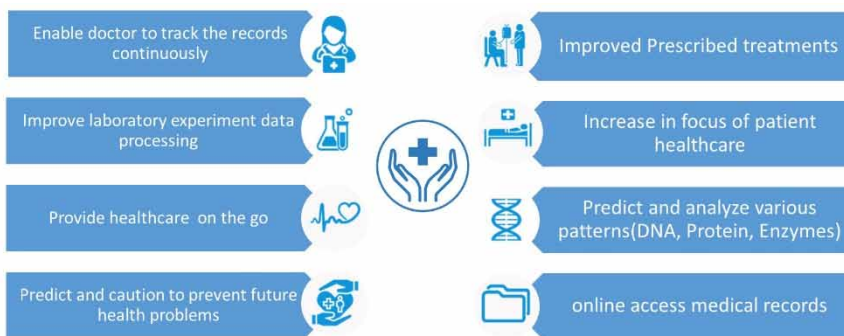 Enable doctor to track the records
continuously
Improve laboratory experiment data
processing
Provide healthcare on the go
Predict and caution to prevent future
health problems
Improved Prescribed treatments
Increase in focus of patient
healthcare
Predict and analyze various
patterns(DNA, Protein, Enzymes)
online access medical records